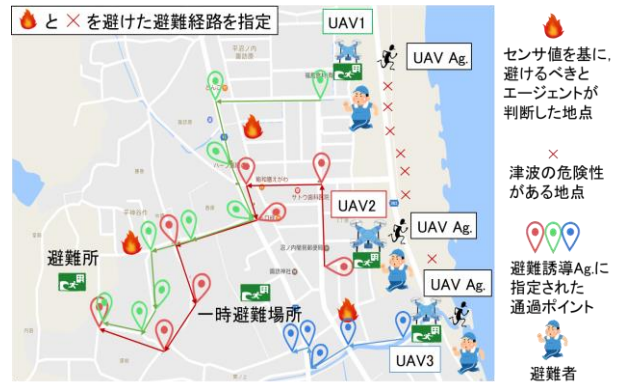 🔥 と × を避けた避難経路を指定
UAV1
UAV Ag.
UAV2
UAV Ag.
UAV Ag.
UAV3
避難所
一時避難場所
センサ値を基に,
避けるべきと
エージェントが
判断した地点
津波の危険性
がある地点
避難誘導Ag.に
指定された
通過ポイント
避難者